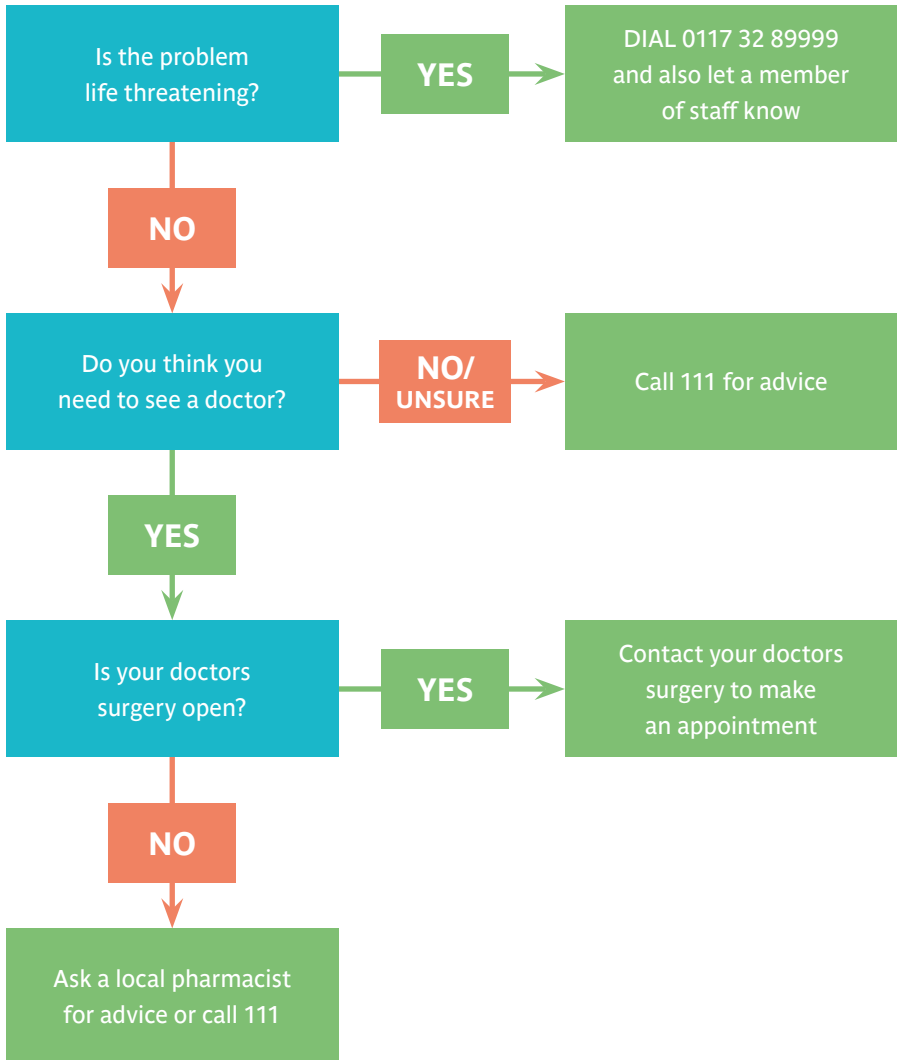 Is the problem
life threatening?
YES
DIAL 0117 32 89999
and also let a member
of staff know
NO
Do you think you
need to see a doctor?
NO/
UNSURE
Call 111 for advice
YES
Is your doctors
surgery open?
YES
Contact your doctors
surgery to make
an appointment
NO
Ask a local pharmacist
for advice or call 111